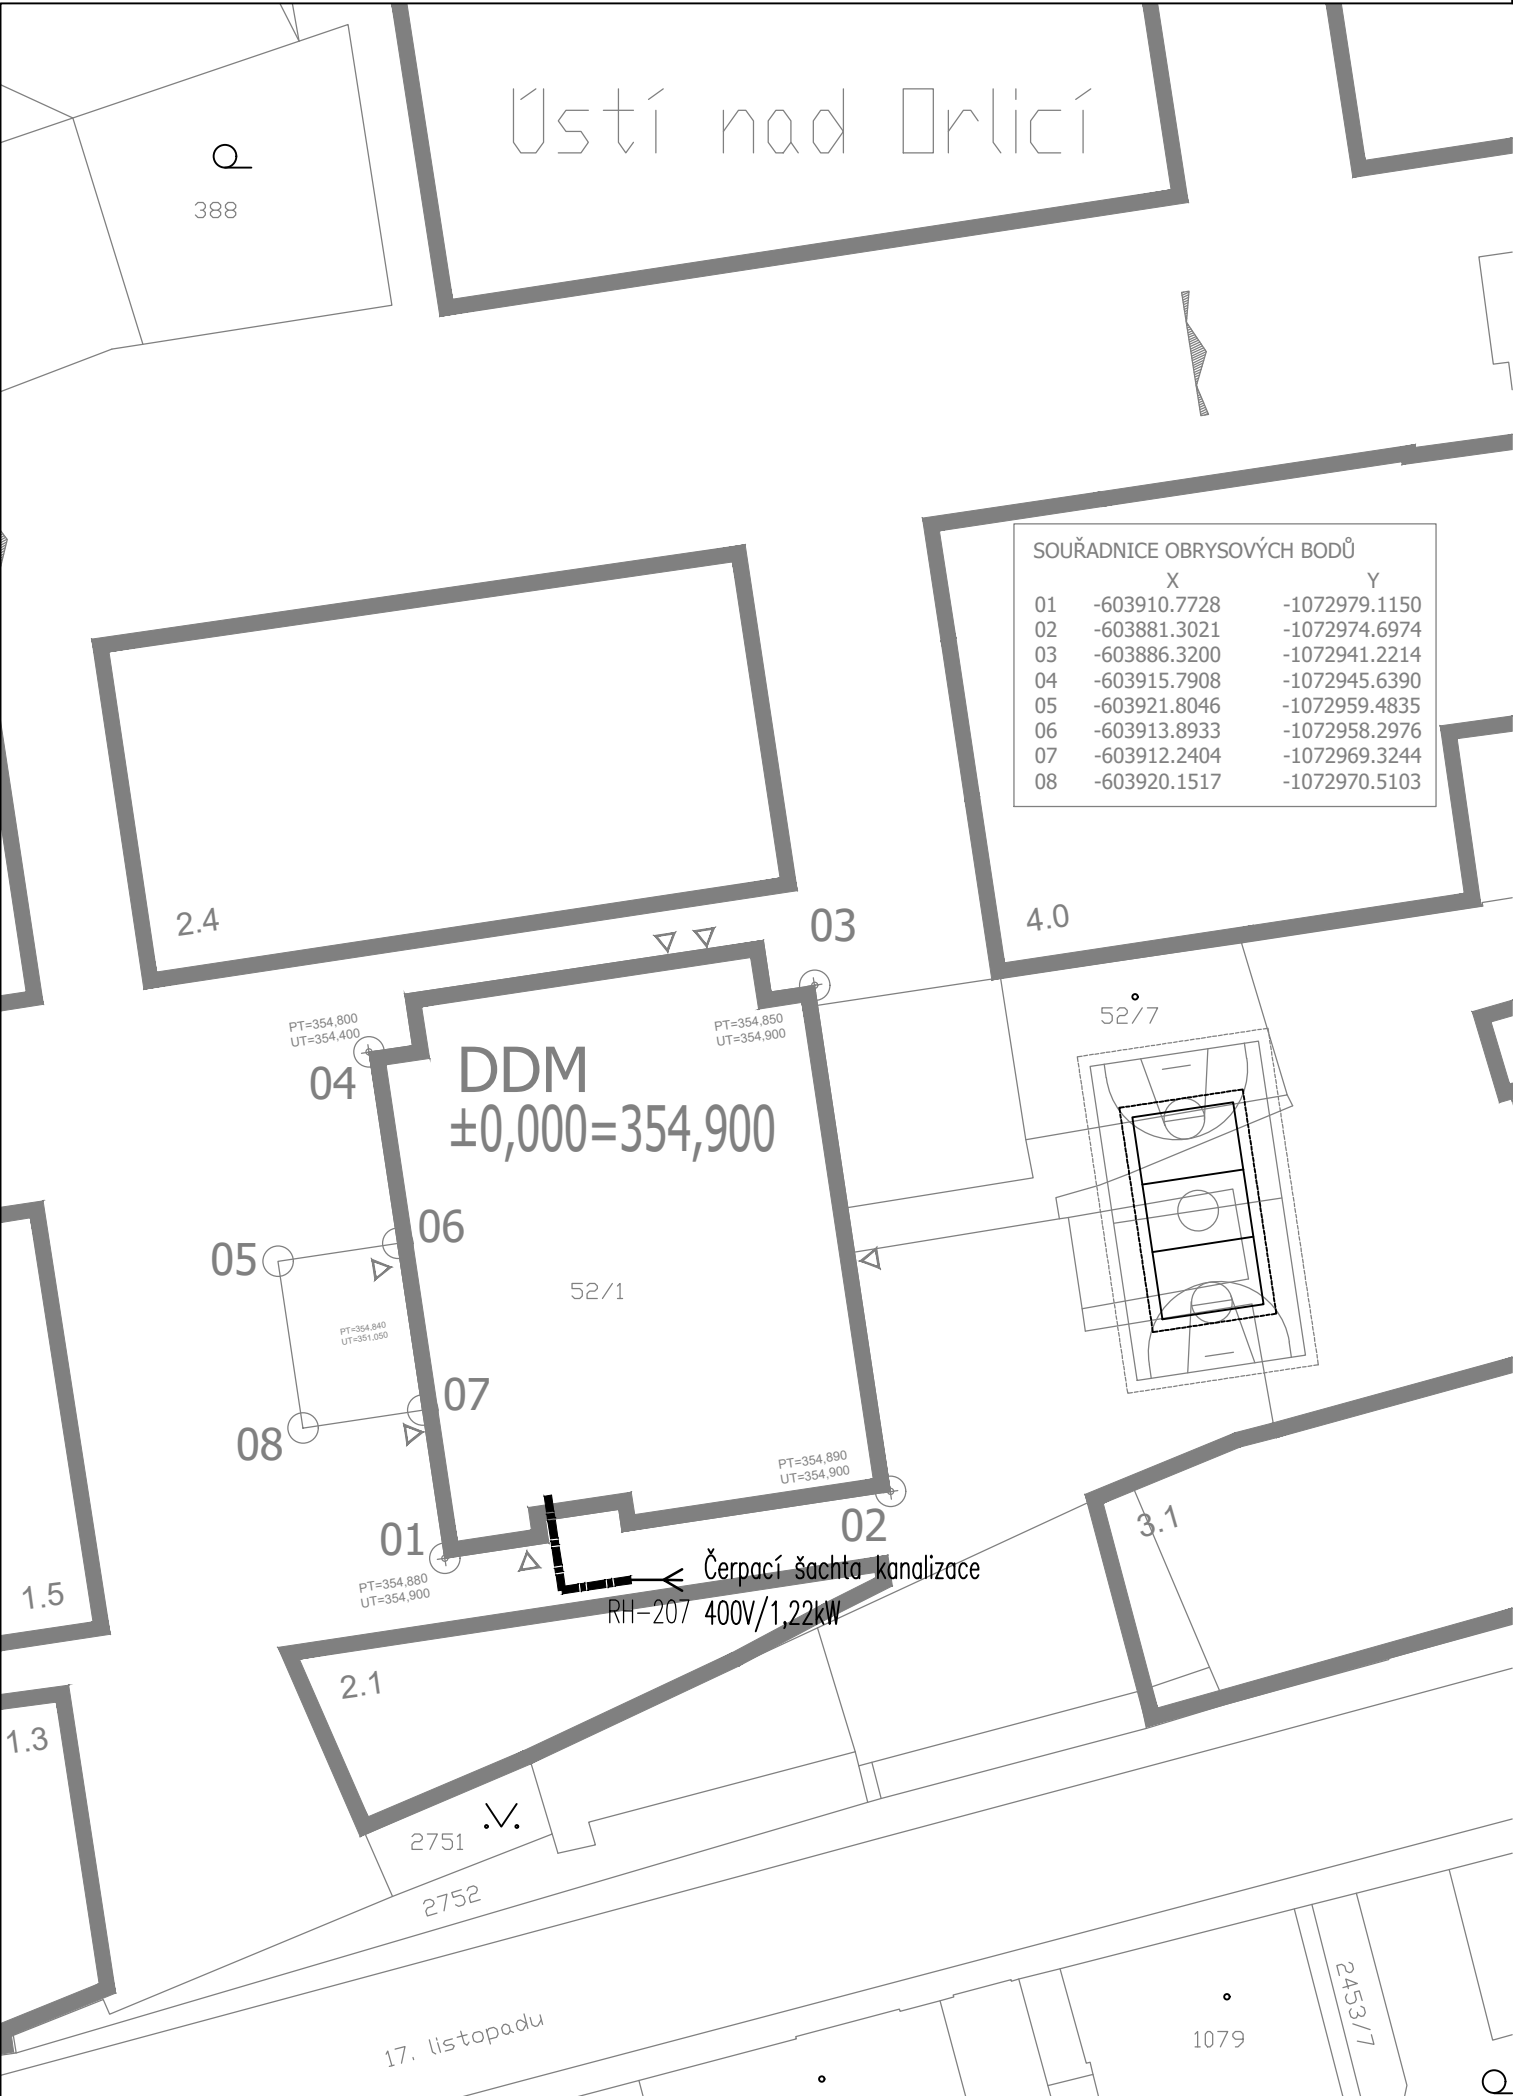 Ústí nad Orlicí
388
SOUŘADNICE OBRYSOVÝCH BODŮ
X Y
01 -603910.7728 -1072979.1150
02 -603881.3021 -1072974.6974
03 -603886.3200 -1072941.2214
04 -603915.7908 -1072945.6390
05 -603921.8046 -1072959.4835
06 -603913.8933 -1072958.2976
07 -603912.2404 -1072969.3244
08 -603920.1517 -1072970.5103
2.4
4.0
03
PT=354,800
UT=354,400
PT=354,850
UT=354,900
52/7
04
DDM
±0,000=354,900
06
05
52/1
PT=354,840
UT=351,050
07
08
PT=354,890
UT=354,900
02
01
3.1
PT=354,880
UT=354,900
Čerpací šachta kanalizace
RH-207 400V/1,22kW
1.5
2.1
1.3
2751
2752
17. listopadu
2453/7
1079